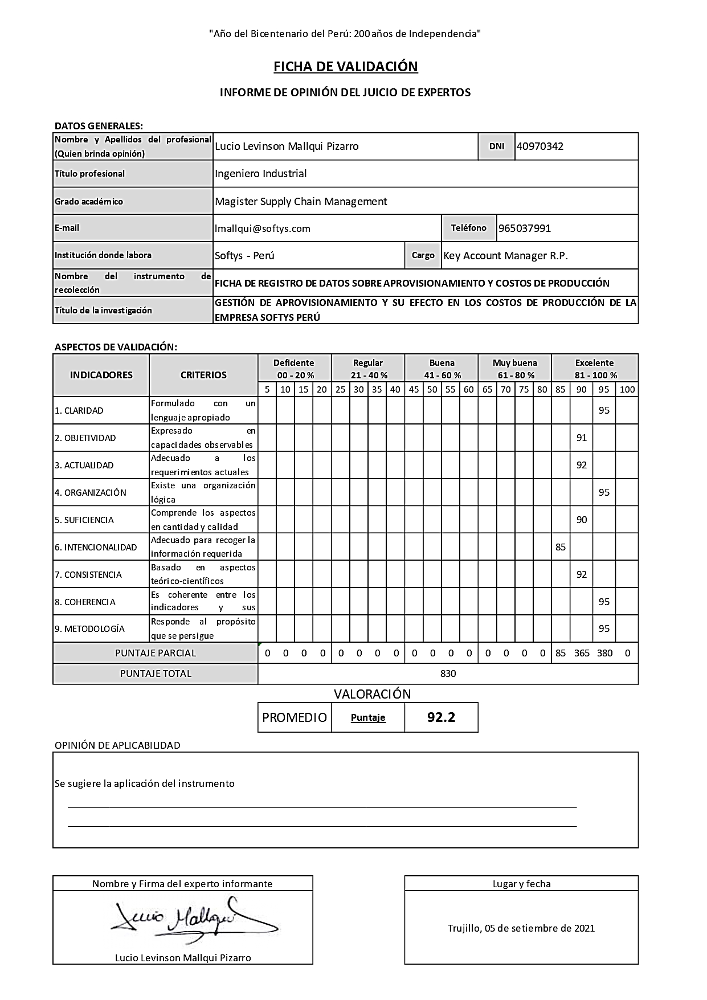 "Año del Bicentenario del Perú: 200 años de Independencia"
FICHA DE VALIDACIÓN
INFORME DE OPINIÓN DEL JUICIO DE EXPERTOS
DATOS GENERALES:
Nombre y Apellidos del profesional (Quien brinda opinión) Lucio Levinson Mallqui Pizarro DNI 40970342
Título profesional Ingeniero Industrial
Grado académico Magister Supply Chain Management
E-mail lmallqui@softys.com Teléfono 965037991
Institución donde labora Softys - Perú Cargo Key Account Manager R.P.
Nombre del instrumento de recolección FICHA DE REGISTRO DE DATOS SOBRE APROVISIONAMIENTO Y COSTOS DE PRODUCCIÓN
Título de la investigación GESTIÓN DE APROVISIONAMIENTO Y SU EFECTO EN LOS COSTOS DE PRODUCCIÓN DE LA EMPRESA SOFTYS PERÚ
ASPECTOS DE VALIDACIÓN:
INDICADORES CRITERIOS Deficiente 00 - 20 % Regular 21 - 40 % Buena 41 - 60 % Muy buena 61 - 80 % Excelente 81 - 100 %
5 10 15 20 25 30 35 40 45 50 55 60 65 70 75 80 85 90 95 100
1. CLARIDAD Formulado con un lenguaje apropiado 95
2. OBJETIVIDAD Expresado en capacidades observables 91
3. ACTUALIDAD Adecuado a los requerimientos actuales 92
4. ORGANIZACIÓN Existe una organización lógica 95
5. SUFICIENCIA Comprende los aspectos en cantidad y calidad 90
6. INTENCIONALIDAD Adecuado para recoger la información requerida 85
7. CONSISTENCIA Basado en aspectos teórico-científicos 92
8. COHERENCIA Es coherente entre los indicadores y sus 95
9. METODOLOGÍA Responde al propósito que se persigue 95
PUNTAJE PARCIAL 0 0 0 0 0 0 0 0 0 0 0 0 0 0 0 0 85 365 380 0
PUNTAJE TOTAL 830
VALORACIÓN
PROMEDIO Puntaje 92.2
OPINIÓN DE APLICABILIDAD
Se sugiere la aplicación del instrumento
Nombre y Firma del experto informante
Lucio Mallqui
Lucio Levinson Mallqui Pizarro
Lugar y fecha
Trujillo, 05 de setiembre de 2021